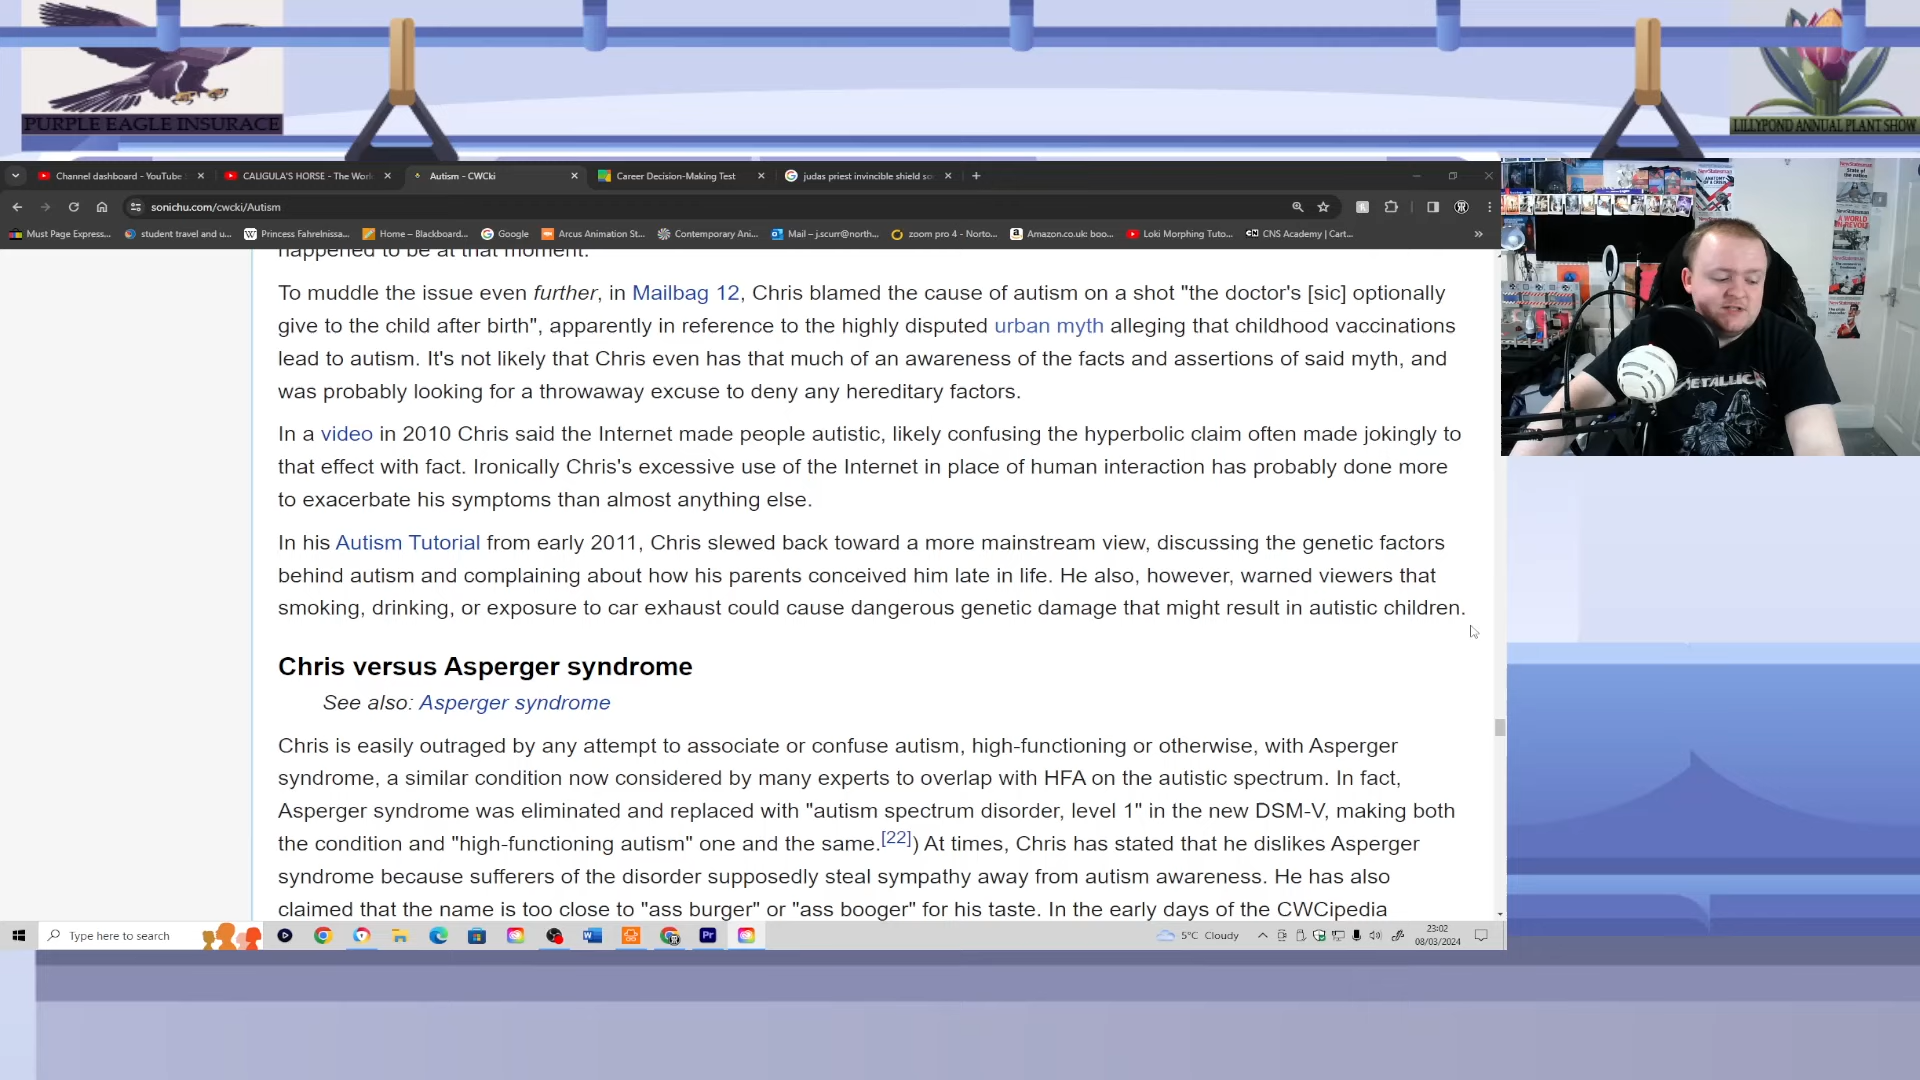 PURPLE EAGLE INSURACE
LILLYPOND ANNUAL PLANT SHOW
Channel dashboard - YouTube
CALIGULA'S HORSE - The Worl
Autism - CWCki
Career Decision-Making Test
judas priest invincible shield so
sonichu.com/cwcki/Autism
Must Page Express...
student travel and u...
Princess Fahrelnissa...
Home – Blackboard...
Google
Arcus Animation St...
Contemporary Ani...
Mail – j.scurr@north...
zoom pro 4 - Norto...
Amazon.co.uk: boo...
Loki Morphing Tuto...
CNS Academy | Cart...
happened to be at that moment.
To muddle the issue even further, in Mailbag 12, Chris blamed the cause of autism on a shot "the doctor's [sic] optionally
give to the child after birth", apparently in reference to the highly disputed urban myth alleging that childhood vaccinations
lead to autism. It's not likely that Chris even has that much of an awareness of the facts and assertions of said myth, and
was probably looking for a throwaway excuse to deny any hereditary factors.
In a video in 2010 Chris said the Internet made people autistic, likely confusing the hyperbolic claim often made jokingly to
that effect with fact. Ironically Chris's excessive use of the Internet in place of human interaction has probably done more
to exacerbate his symptoms than almost anything else.
In his Autism Tutorial from early 2011, Chris slewed back toward a more mainstream view, discussing the genetic factors
behind autism and complaining about how his parents conceived him late in life. He also, however, warned viewers that
smoking, drinking, or exposure to car exhaust could cause dangerous genetic damage that might result in autistic children.
Chris versus Asperger syndrome
See also: Asperger syndrome
Chris is easily outraged by any attempt to associate or confuse autism, high-functioning or otherwise, with Asperger
syndrome, a similar condition now considered by many experts to overlap with HFA on the autistic spectrum. In fact,
Asperger syndrome was eliminated and replaced with "autism spectrum disorder, level 1" in the new DSM-V, making both
the condition and "high-functioning autism" one and the same.[22]) At times, Chris has stated that he dislikes Asperger
syndrome because sufferers of the disorder supposedly steal sympathy away from autism awareness. He has also
claimed that the name is too close to "ass burger" or "ass booger" for his taste. In the early days of the CWCipedia
Type here to search
5°C Cloudy
23:02
08/03/2024
METALLICA
NewStatesman
A WORLD
IN REVOLT